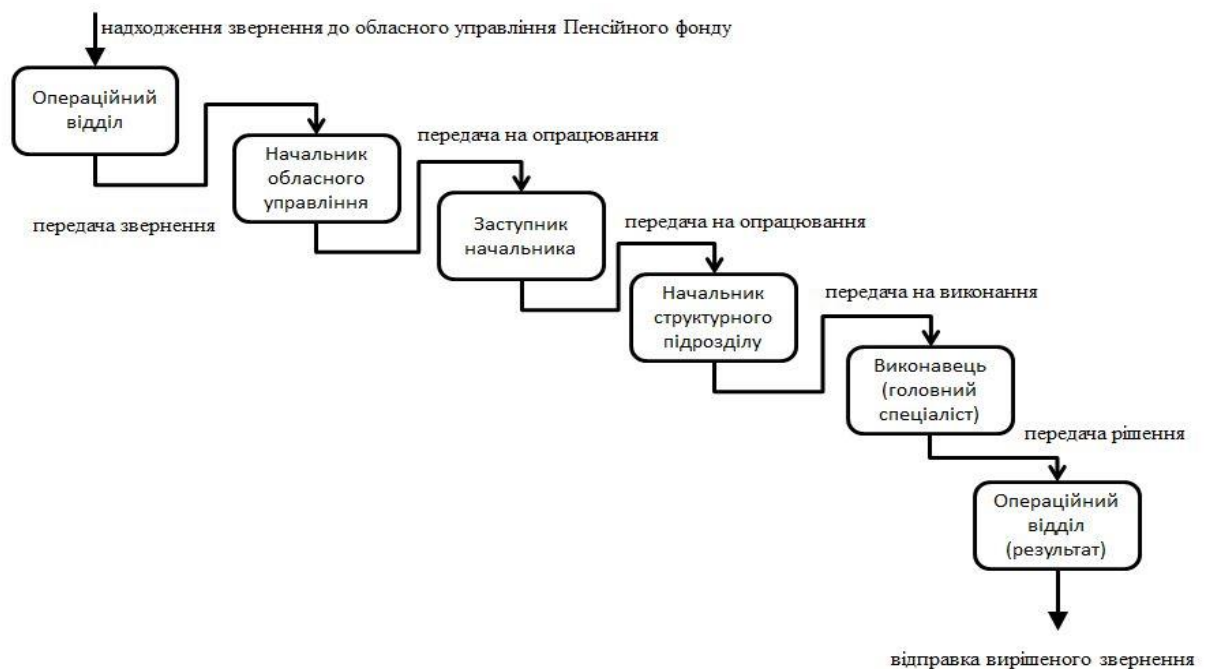 надходження звернення до обласного управління Пенсійного фонду
Операційний
відділ
передача звернення
Начальник
обласного
управління
передача на опрацювання
Заступник
начальника
передача на опрацювання
Начальник
структурного
підрозділу
передача на виконання
Виконавець
(головний
спеціаліст)
передача рішення
Операційний
відділ
(результат)
відправка вирішеного звернення